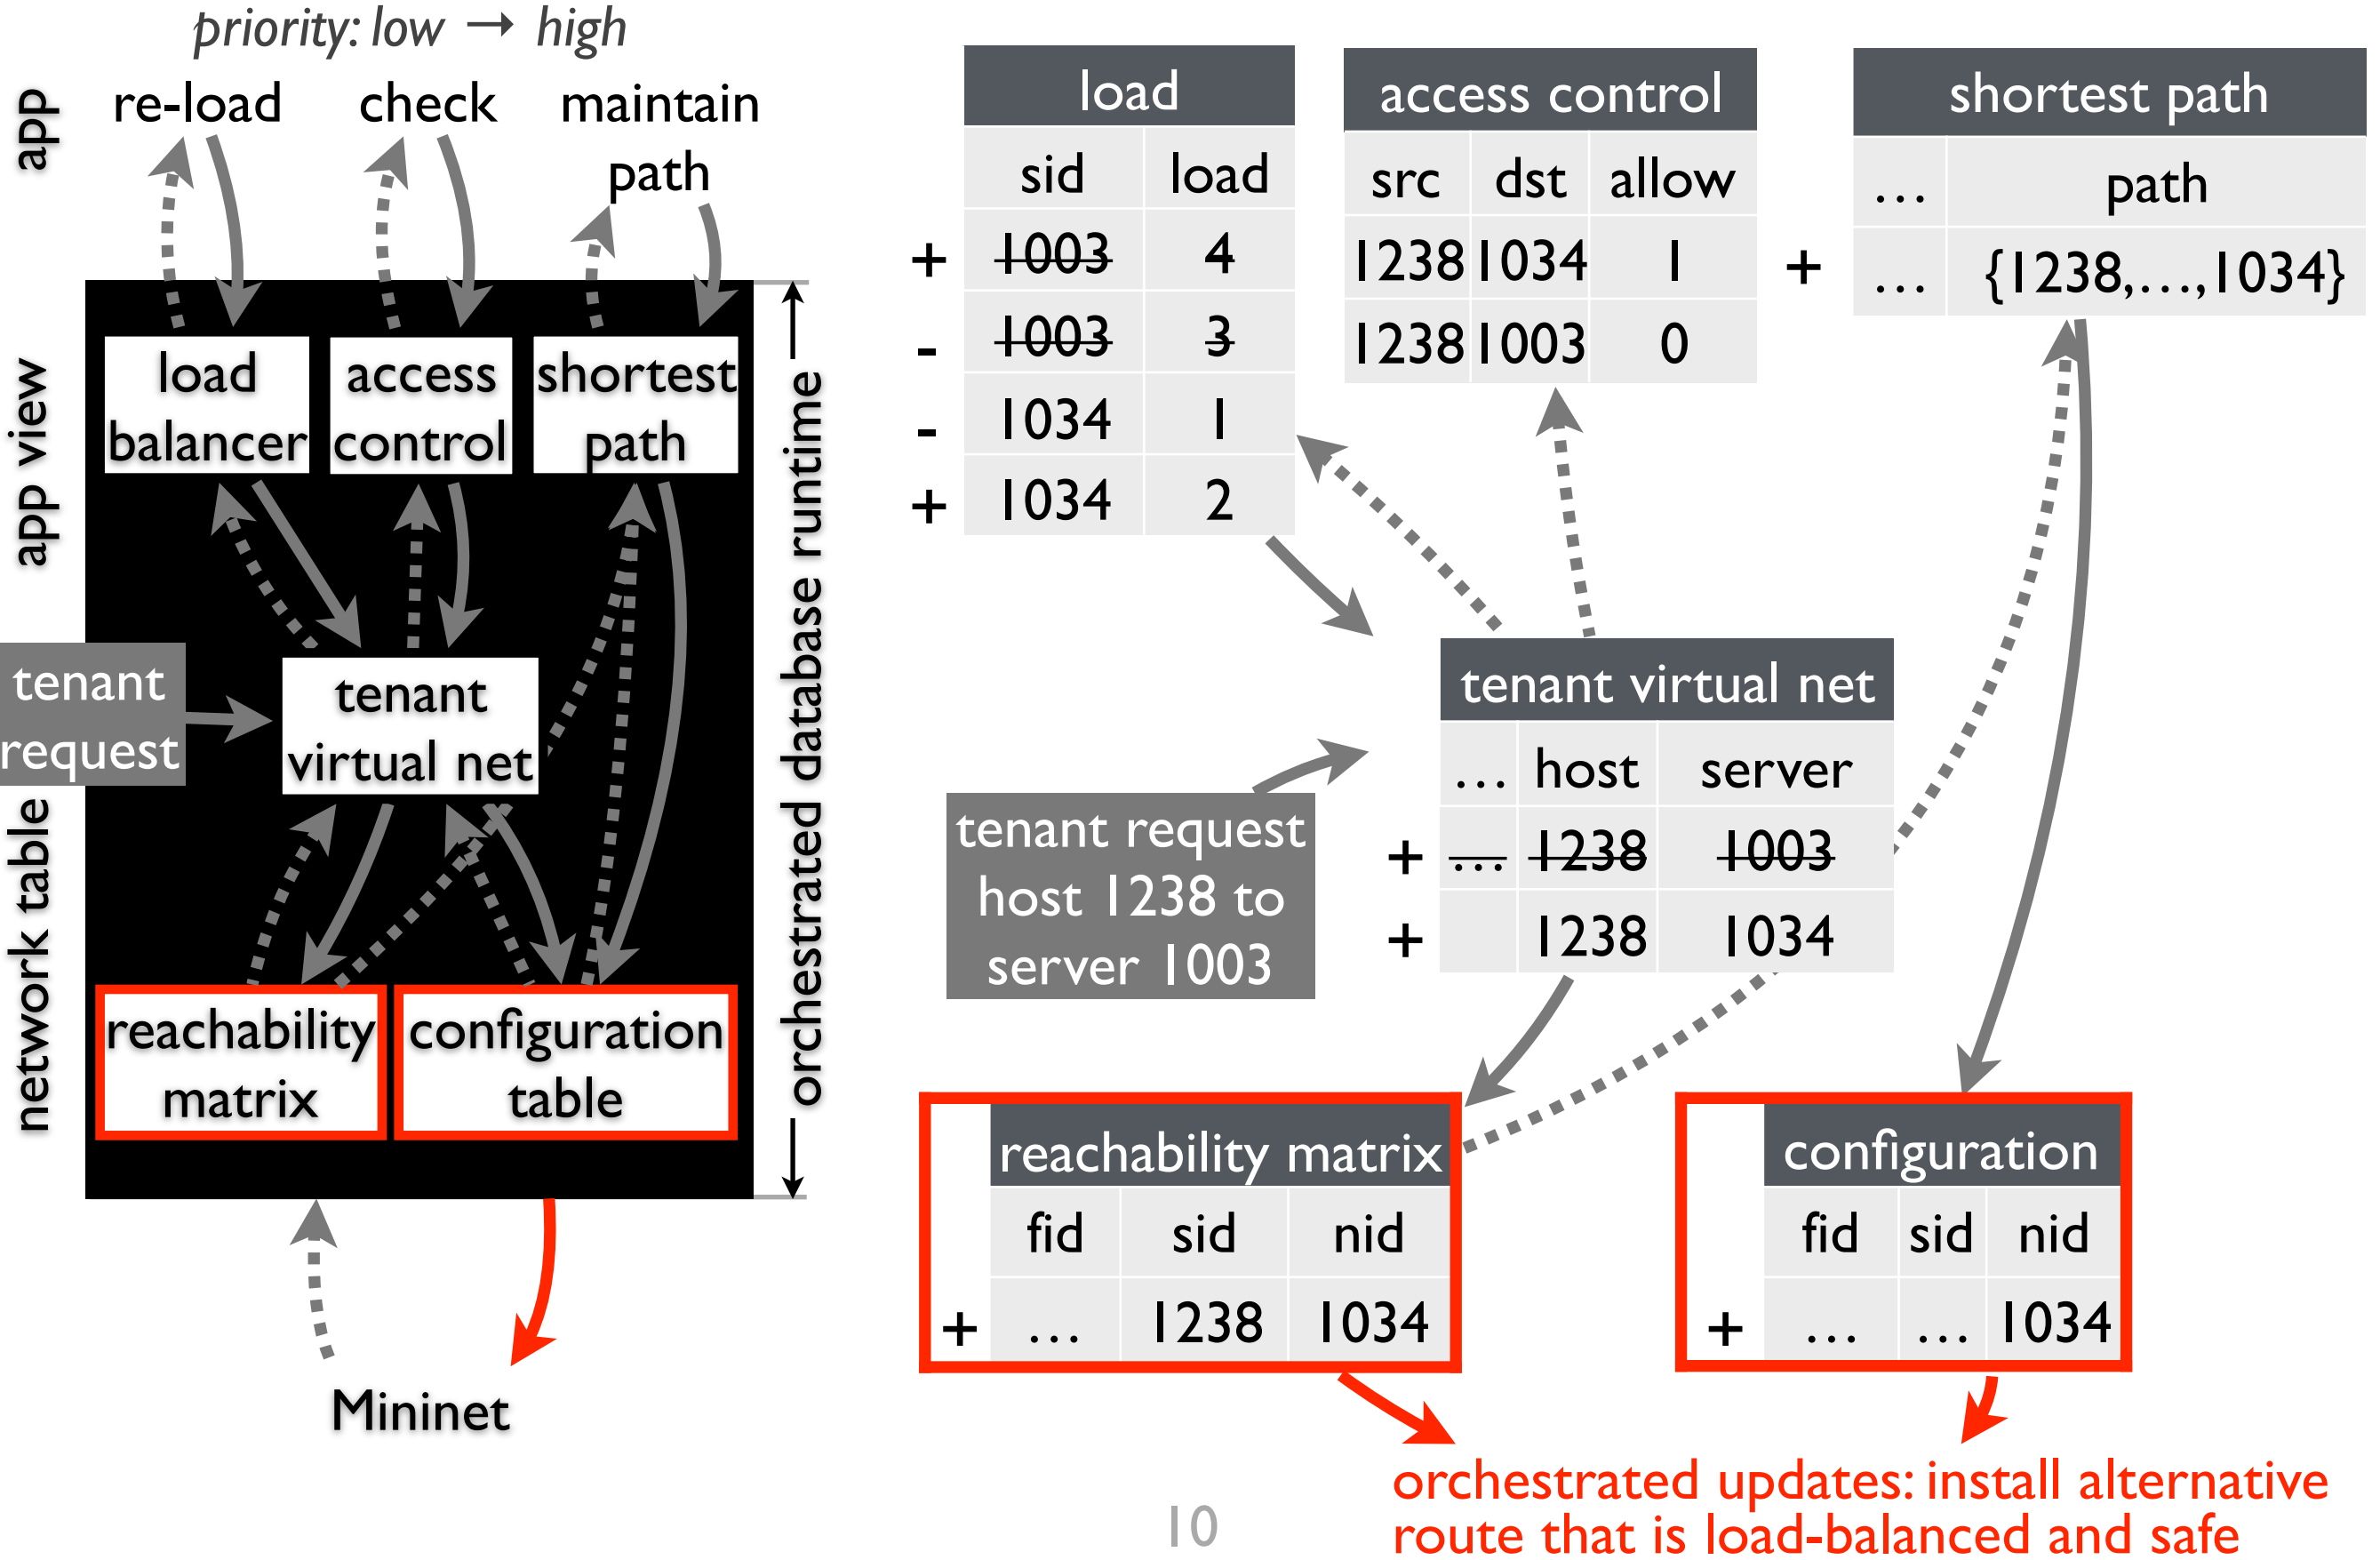 priority: low → high
app
re-load
check
maintain
path
app view
load
balancer
access
control
shortest
path
tenant
request
tenant
virtual net
network table
reachability
matrix
configuration
table
orchestrated database runtime
Mininet
load
sid load
+ 1003 4
- 1003 3
- 1034 1
+ 1034 2
access control
src dst allow
1238 1034 1
1238 1003 0
shortest path
... path
+ ... {1238,...,1034}
tenant request
host 1238 to
server 1003
tenant virtual net
... host server
+ ... 1238 1003
+ 1238 1034
reachability matrix
fid sid nid
+ ... 1238 1034
configuration
fid sid nid
+ ... ... 1034
orchestrated updates: install alternative
route that is load-balanced and safe
10